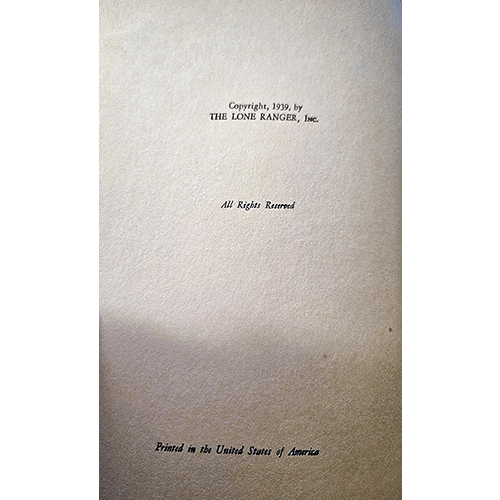 Copyright, 1939, by
THE LONE RANGER, INC.
All Rights Reserved
Printed in the United States of America